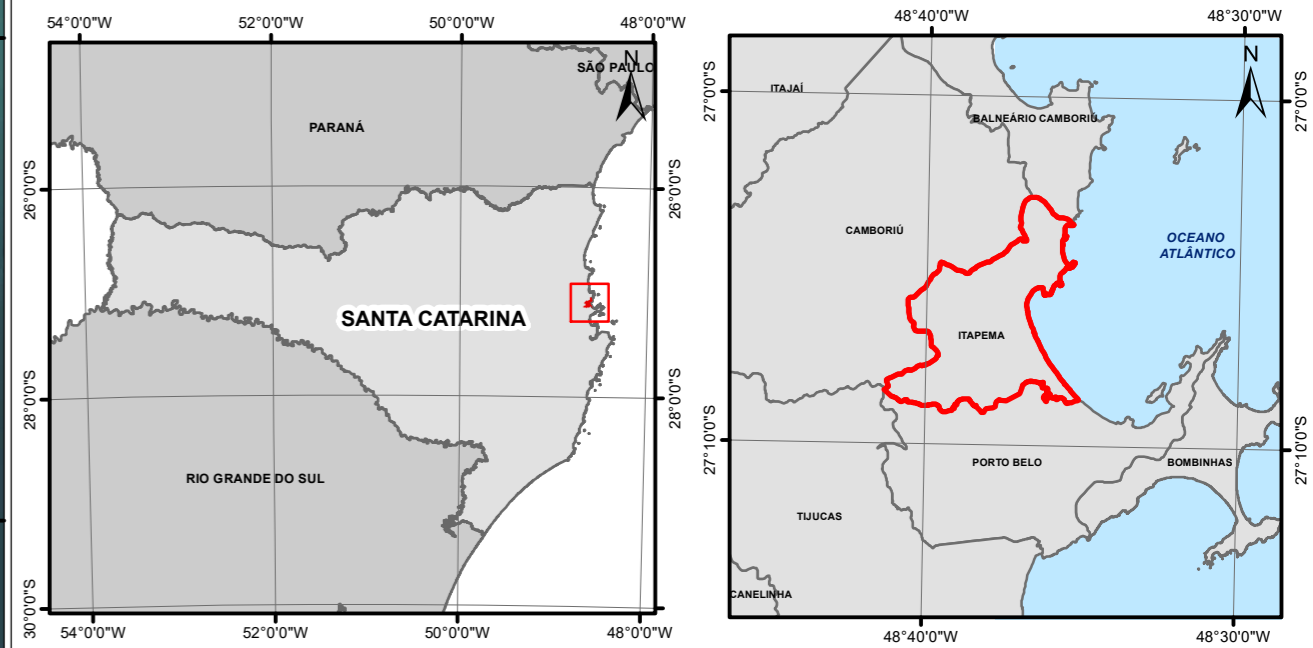 54°0'0"W
52°0'0"W
50°0'0"W
48°0'0"W
N
SÃO PAULO
PARANÁ
26°0'0"S
26°0'0"S
SANTA CATARINA
28°0'0"S
28°0'0"S
RIO GRANDE DO SUL
30°0'0"S
30°0'0"S
54°0'0"W
52°0'0"W
50°0'0"W
48°0'0"W
48°40'0"W
48°30'0"W
N
27°0'0"S
27°0'0"S
ITAJAÍ
BALNEÁRIO CAMBORIÚ
CAMBORIÚ
OCEANO
ATLÂNTICO
ITAPEMA
27°10'0"S
27°10'0"S
PORTO BELO
BOMBINHAS
TIJUCAS
CANELINHA
48°40'0"W
48°30'0"W